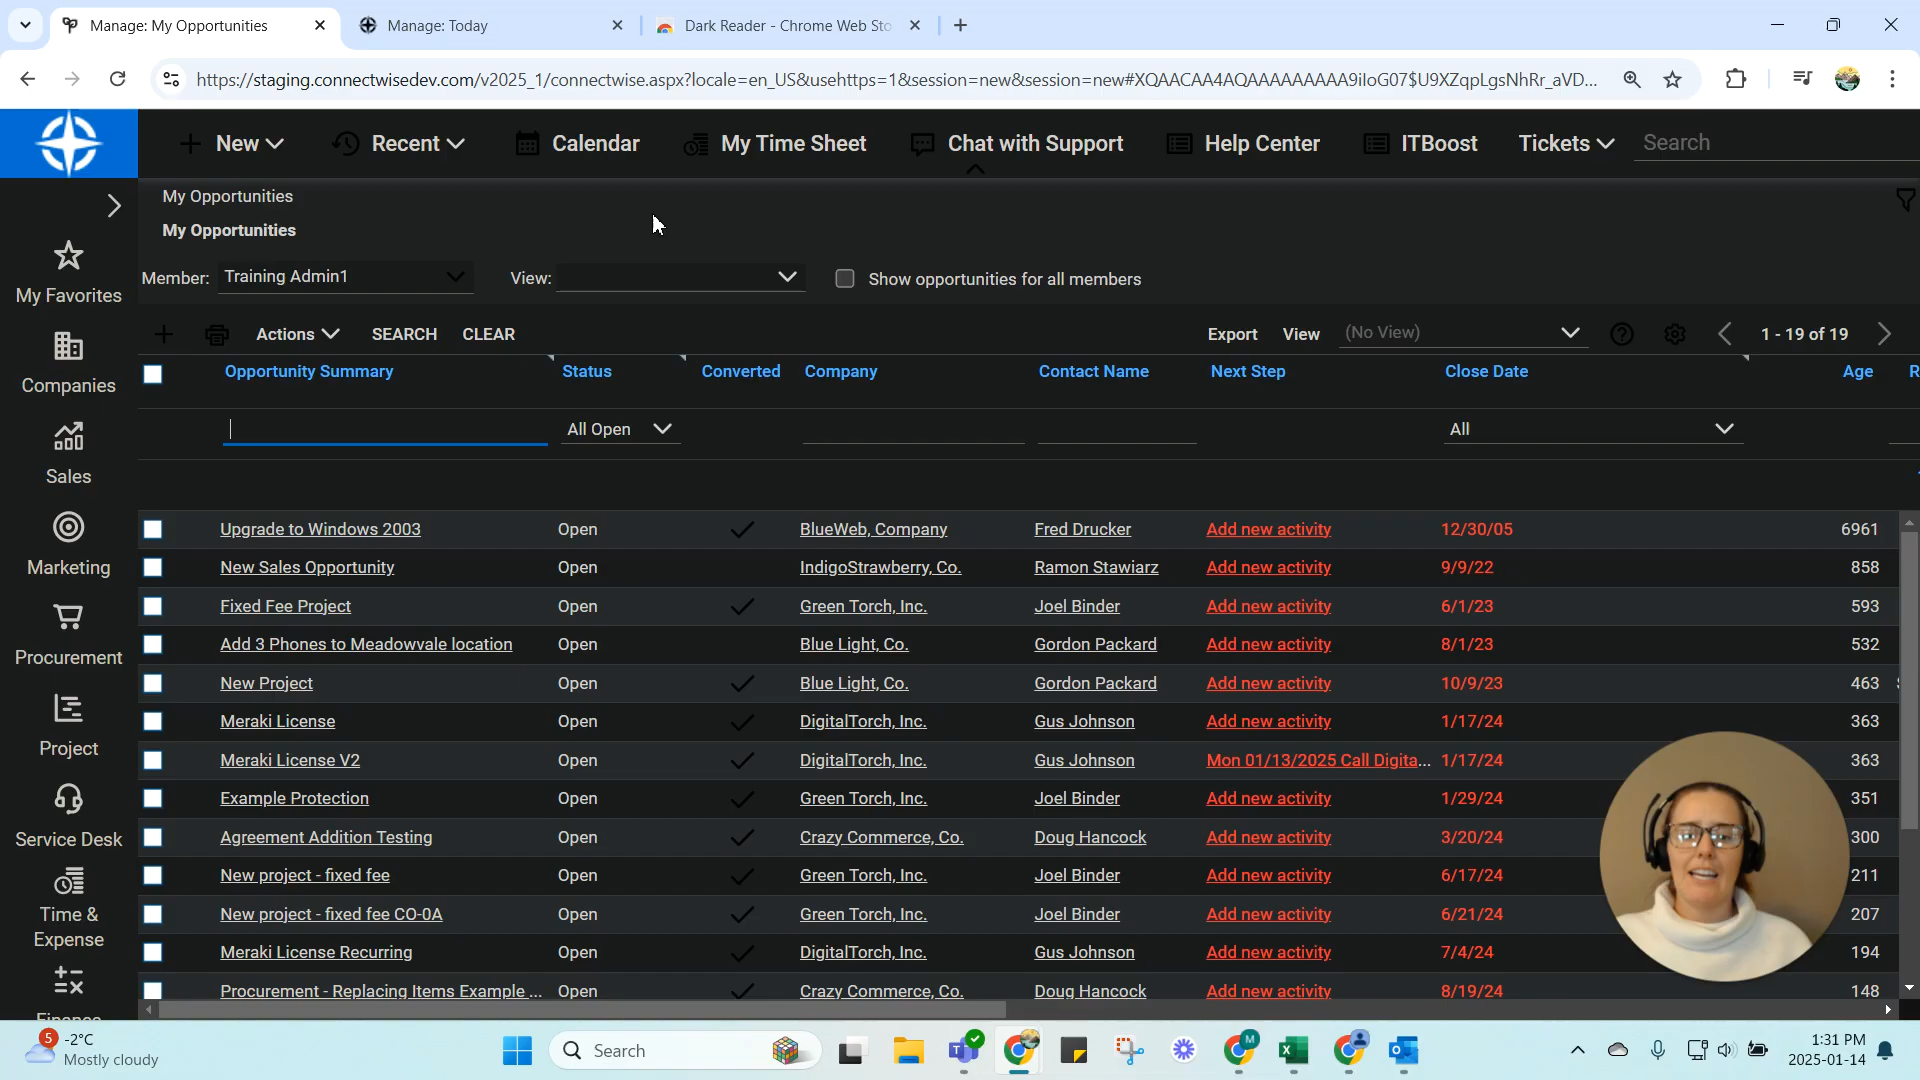 Manage: My Opportunities
Manage: Today
Dark Reader - Chrome Web Sto
https://staging.connectwisedev.com/v2025_1/connectwise.aspx?locale=en_US&usehttps=1&session=new&session=new#XQAACAA4AQAAAAAAAAA9iIoG07$U9XZqpLgsNhRr_aVD...
New
Recent
Calendar
My Time Sheet
Chat with Support
Help Center
ITBoost
Tickets
Search
My Opportunities
My Opportunities
Member: Training Admin1 View: Show opportunities for all members
Actions SEARCH CLEAR Export View (No View) 1 - 19 of 19
Opportunity Summary Status Converted Company Contact Name Next Step Close Date Age R
All Open All
Upgrade to Windows 2003 Open BlueWeb, Company Fred Drucker Add new activity 12/30/05 6961
New Sales Opportunity Open IndigoStrawberry, Co. Ramon Stawiarz Add new activity 9/9/22 858
Fixed Fee Project Open Green Torch, Inc. Joel Binder Add new activity 6/1/23 593
Add 3 Phones to Meadowvale location Open Blue Light, Co. Gordon Packard Add new activity 8/1/23 532
New Project Open Blue Light, Co. Gordon Packard Add new activity 10/9/23 463
Meraki License Open DigitalTorch, Inc. Gus Johnson Add new activity 1/17/24 363
Meraki License V2 Open DigitalTorch, Inc. Gus Johnson Mon 01/13/2025 Call Digita... 1/17/24 363
Example Protection Open Green Torch, Inc. Joel Binder Add new activity 1/29/24 351
Agreement Addition Testing Open Crazy Commerce, Co. Doug Hancock Add new activity 3/20/24 300
New project - fixed fee Open Green Torch, Inc. Joel Binder Add new activity 6/17/24 211
New project - fixed fee CO-0A Open Green Torch, Inc. Joel Binder Add new activity 6/21/24 207
Meraki License Recurring Open DigitalTorch, Inc. Gus Johnson Add new activity 7/4/24 194
Procurement - Replacing Items Example ... Open Crazy Commerce, Co. Doug Hancock Add new activity 8/19/24 148
My Favorites
Companies
Sales
Marketing
Procurement
Project
Service Desk
Time &
Expense
Finance
5
-2°C
Mostly cloudy
Search
M
1:31 PM
2025-01-14